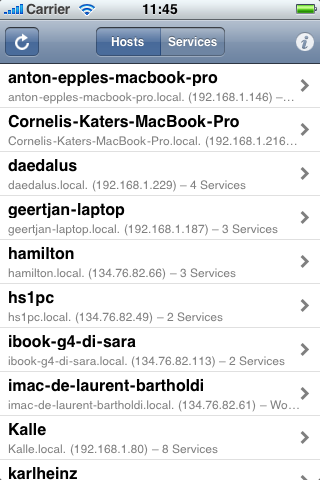 Carrier 11:45
Hosts Services
anton-epples-macbook-pro
anton-epples-macbook-pro.local. (192.168.1.146) –...
Cornelis-Katers-MacBook-Pro
Cornelis-Katers-MacBook-Pro.local. (192.168.1.216...
daedalus
daedalus.local. (192.168.1.229) – 4 Services
geertjan-laptop
geertjan-laptop.local. (192.168.1.187) – 3 Services
hamilton
hamilton.local. (134.76.82.66) – 3 Services
hs1pc
hs1pc.local. (134.76.82.49) – 2 Services
ibook-g4-di-sara
ibook-g4-di-sara.local. (134.76.82.113) – 2 Services
imac-de-laurent-bartholdi
imac-de-laurent-bartholdi.local. (134.76.82.61) – Wo...
Kalle
Kalle.local. (192.168.1.80) – 8 Services
karlheinz